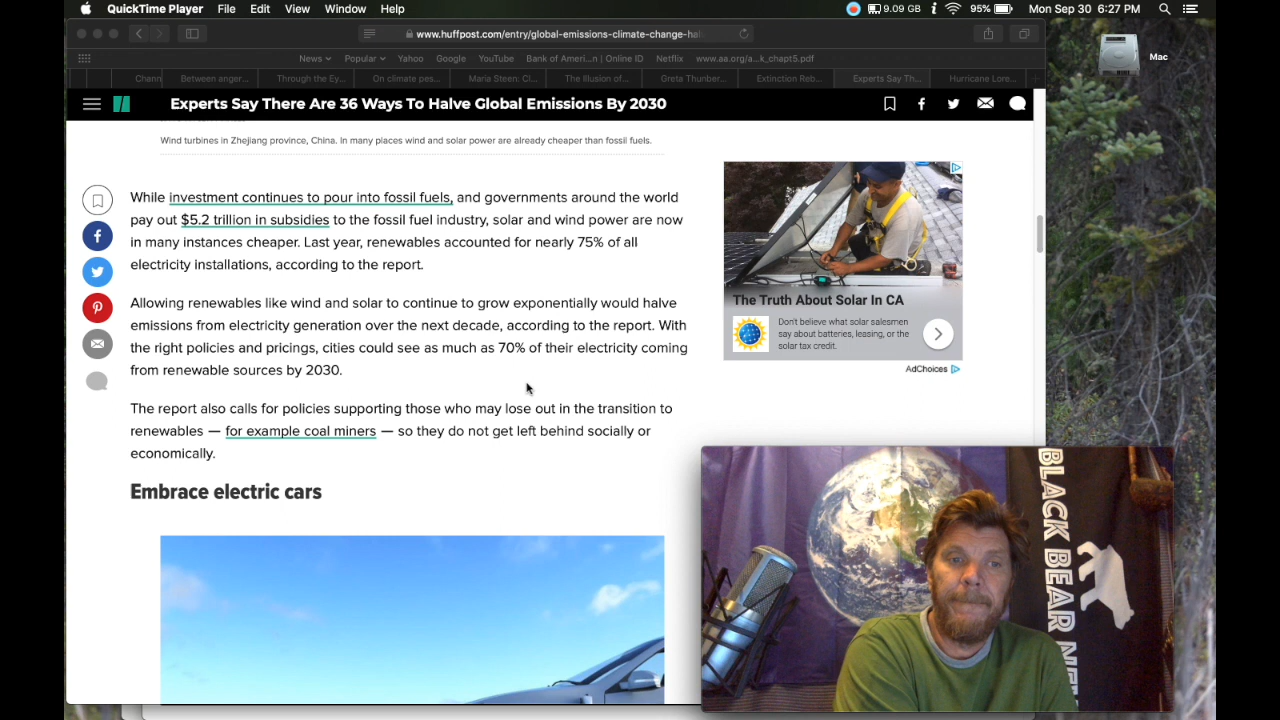 QuickTime Player File Edit View Window Help
9.09 GB 95% Mon Sep 30 6:27 PM
www.huffpost.com/entry/global-emissions-climate-change-hal
Mac
News Popular Yahoo Google YouTube Bank of Ameri...n | Online ID Netflix www.aa.org/a...k_chapt5.pdf
Chann Between anger... Through the Ey... On climate pes... Maria Steen: Cl... The Illusion of... Greta Thunber... Extinction Reb... Experts Say Th... Hurricane Lore...
Experts Say There Are 36 Ways To Halve Global Emissions By 2030
Wind turbines in Zhejiang province, China. In many places wind and solar power are already cheaper than fossil fuels.
While investment continues to pour into fossil fuels, and governments around the world
pay out $5.2 trillion in subsidies to the fossil fuel industry, solar and wind power are now
in many instances cheaper. Last year, renewables accounted for nearly 75% of all
electricity installations, according to the report.
Allowing renewables like wind and solar to continue to grow exponentially would halve
emissions from electricity generation over the next decade, according to the report. With
the right policies and pricings, cities could see as much as 70% of their electricity coming
from renewable sources by 2030.
The report also calls for policies supporting those who may lose out in the transition to
renewables — for example coal miners — so they do not get left behind socially or
economically.
Embrace electric cars
The Truth About Solar In CA
Don't believe what solar salesmen
say about batteries, leasing, or the
solar tax credit.
AdChoices
BLACK BEAR